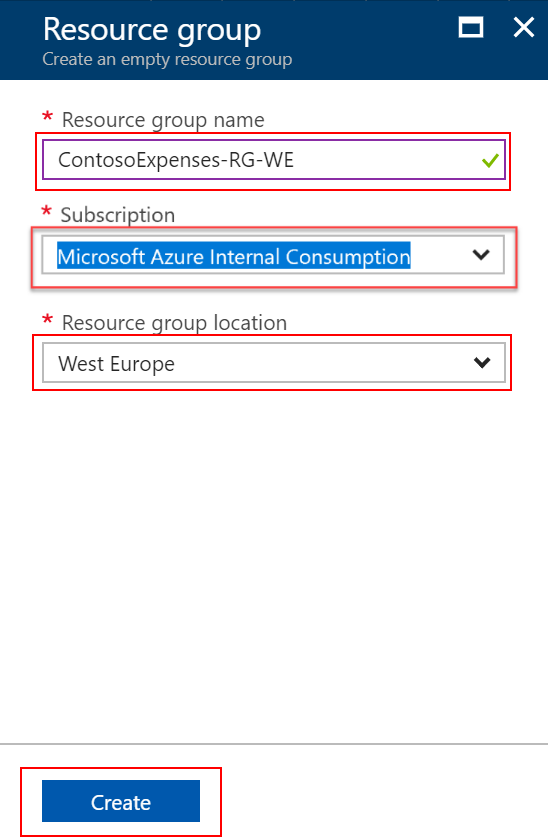 Resource group
Create an empty resource group
* Resource group name
ContosoExpenses-RG-WE
* Subscription
Microsoft Azure Internal Consumption
* Resource group location
West Europe
Create